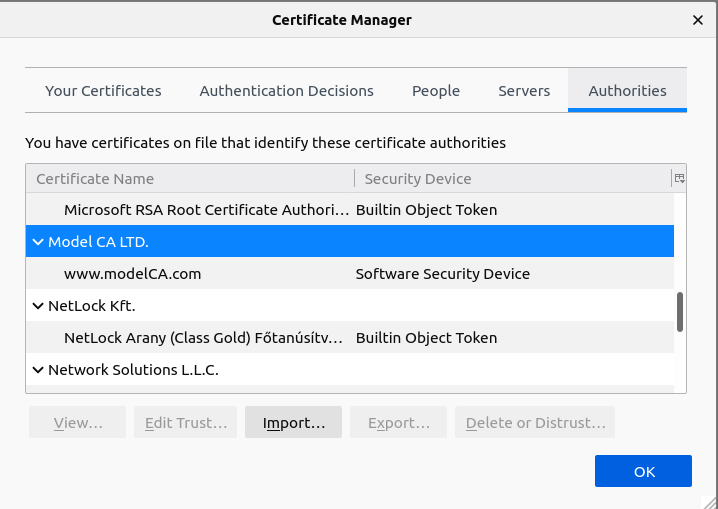 Certificate Manager
Your Certificates Authentication Decisions People Servers Authorities
You have certificates on file that identify these certificate authorities
Certificate Name Security Device
Microsoft RSA Root Certificate Authori… Builtin Object Token
Model CA LTD.
www.modelCA.com Software Security Device
NetLock Kft.
NetLock Arany (Class Gold) Főtanúsítv… Builtin Object Token
Network Solutions L.L.C.
View… Edit Trust… Import… Export… Delete or Distrust…
OK